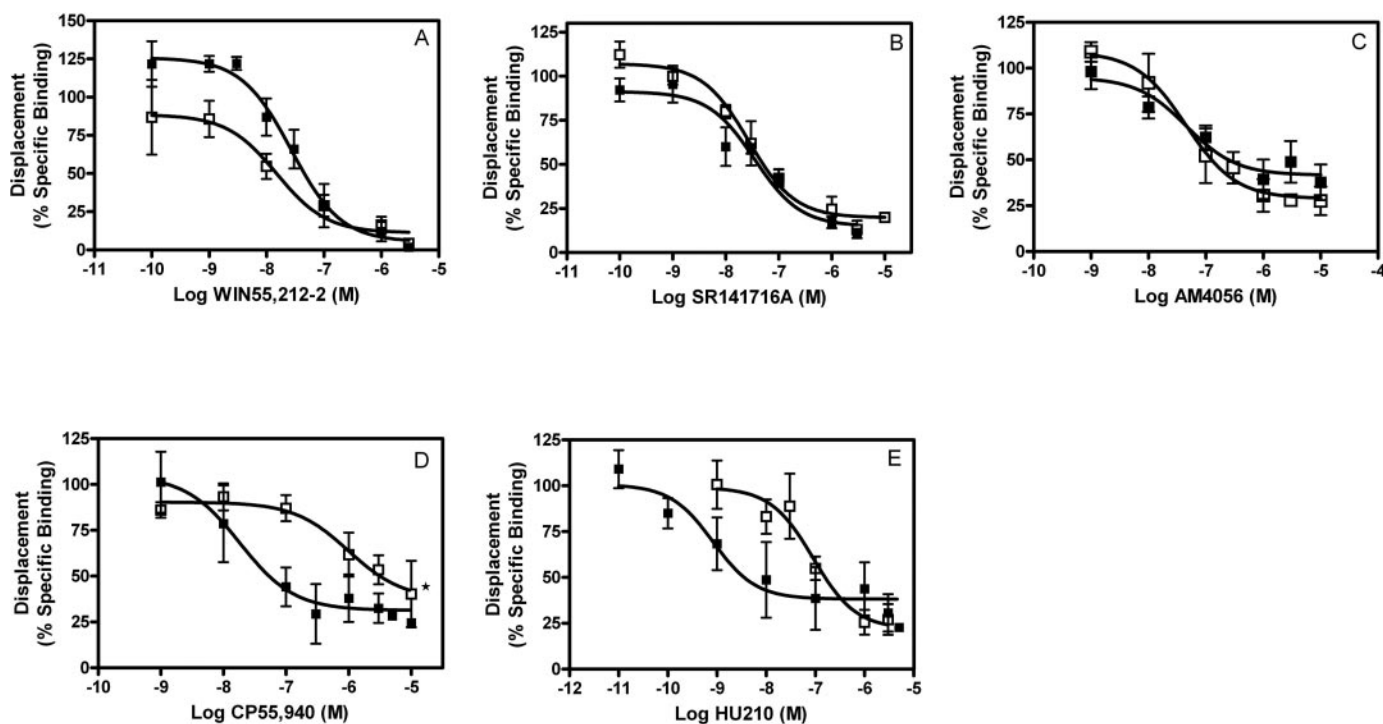 A
Displacement
(% Specific Binding)
150
125
100
75
50
25
0
-11 -10 -9 -8 -7 -6 -5
Log WIN55,212-2 (M)
B
Displacement
(% Specific Binding)
125
100
75
50
25
0
-11 -10 -9 -8 -7 -6 -5
Log SR141716A (M)
C
Displacement
(% Specific Binding)
125
100
75
50
25
0
-10 -9 -8 -7 -6 -5 -4
Log AM4056 (M)
D
Displacement
(% Specific Binding)
125
100
75
50
25
0
-10 -9 -8 -7 -6 -5
Log CP55,940 (M)
E
Displacement
(% Specific Binding)
125
100
75
50
25
0
-12 -11 -10 -9 -8 -7 -6 -5
Log HU210 (M)